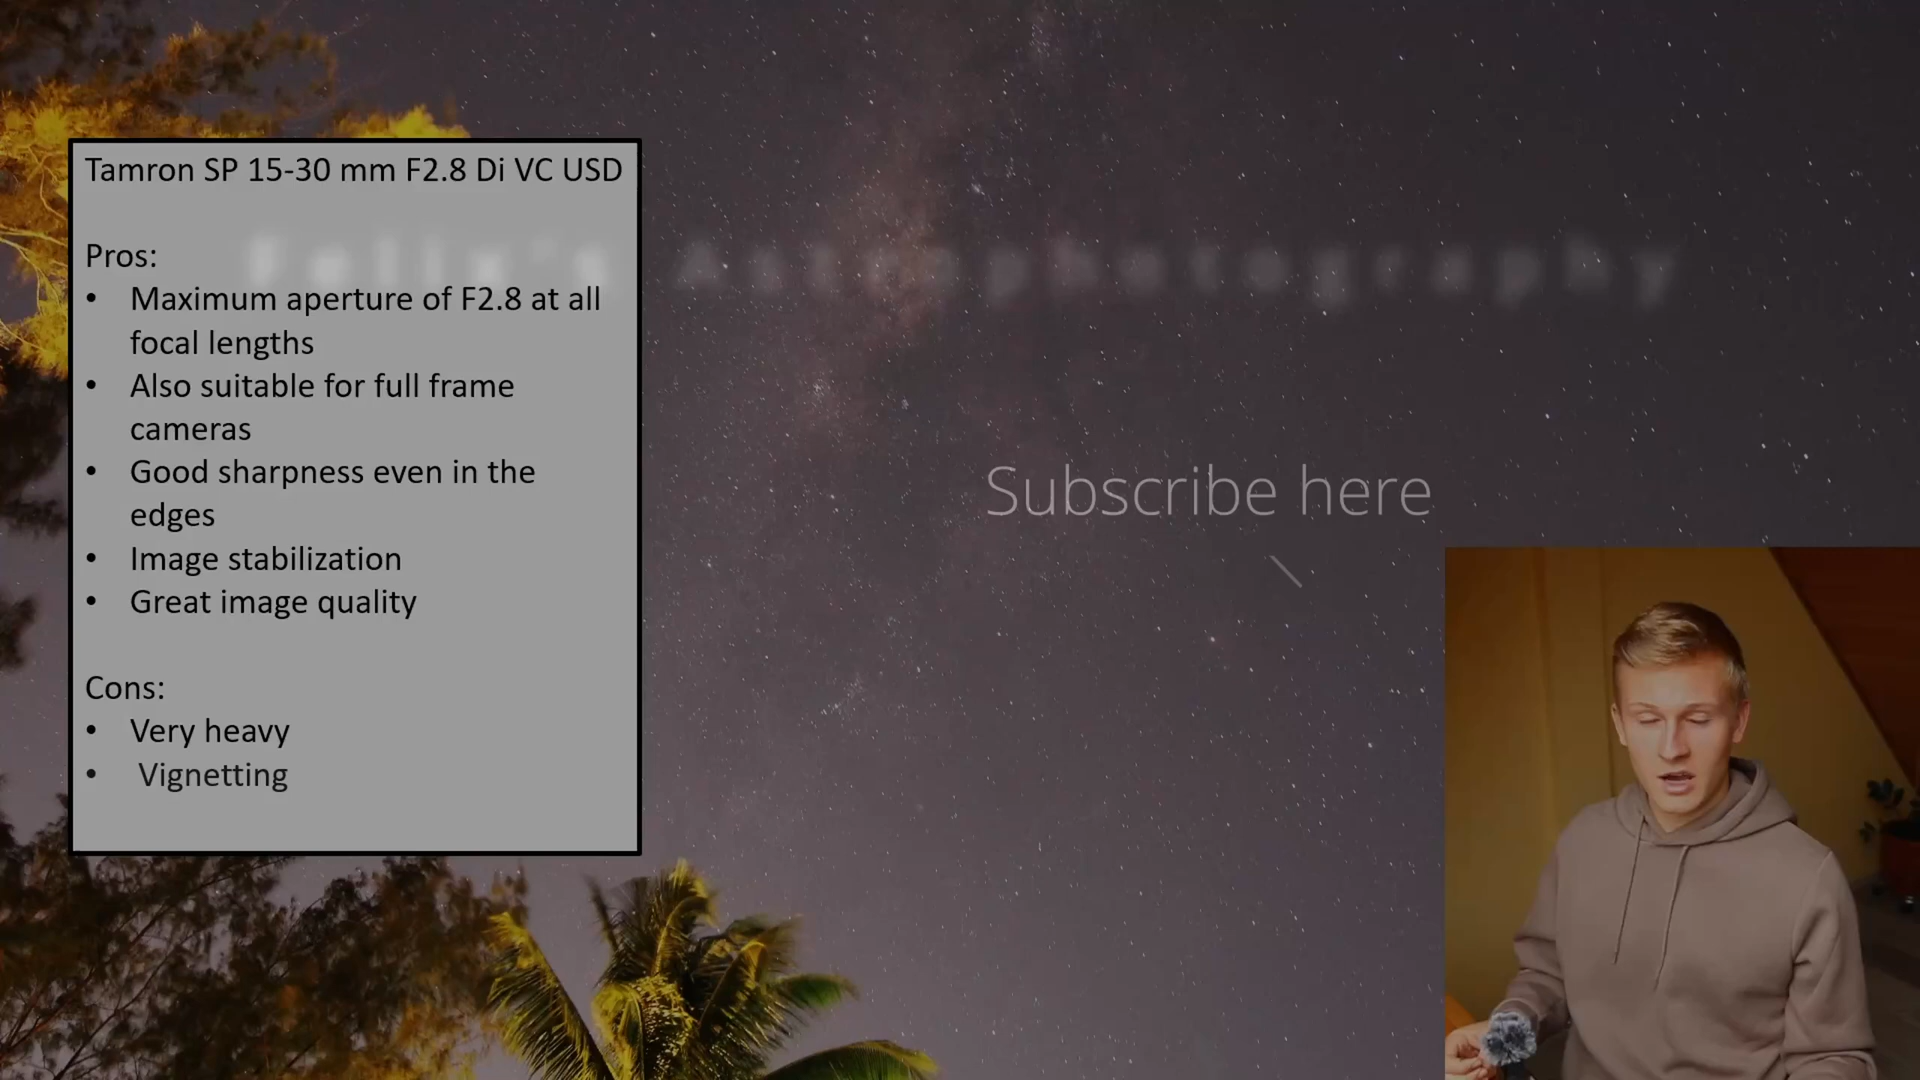 Tamron SP 15-30 mm F2.8 Di VC USD
Felix's Astrophotography
Pros:
• Maximum aperture of F2.8 at all
focal lengths
• Also suitable for full frame
cameras
• Good sharpness even in the
edges
• Image stabilization
• Great image quality
Subscribe here
Cons:
• Very heavy
• Vignetting